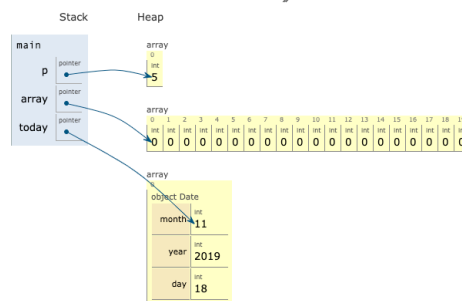 Stack Heap
main
array
0
pointer
int
p
5
array
pointer
array
0 1 2 3 4 5 6 7 8 9 10 11 12 13 14 15 16 17 18
pointer
int int int int int int int int int int int int int int int int int int int int
today
0 0 0 0 0 0 0 0 0 0 0 0 0 0 0 0 0 0 0 0
array
0
object Date
int
month
11
int
year
2019
int
day
18